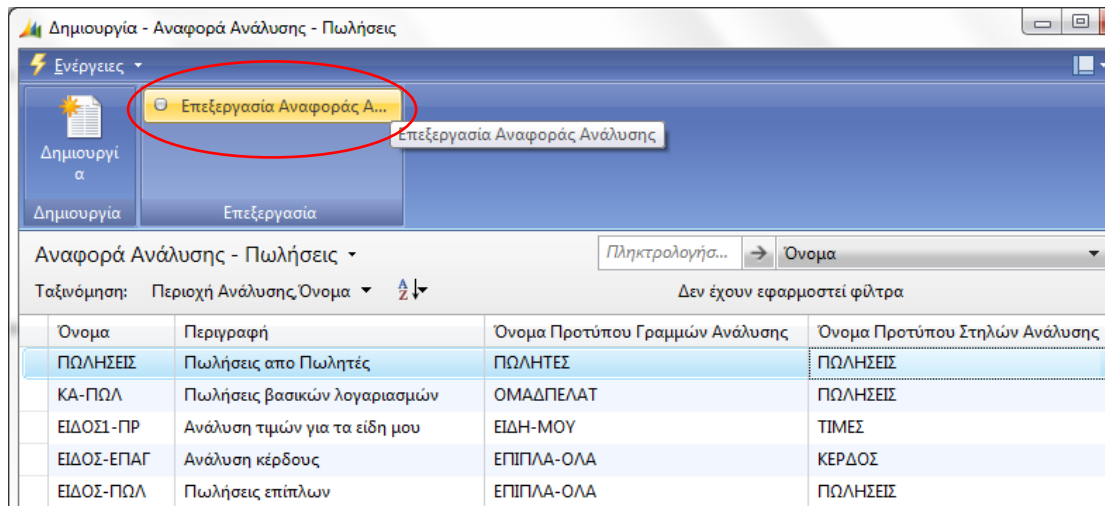 Δημιουργία - Αναφορά Ανάλυσης - Πωλήσεις
Ενέργειες
Επεξεργασία Αναφοράς Α...
Επεξεργασία Αναφοράς Ανάλυσης
Δημιουργί
α
Δημιουργία Επεξεργασία
Αναφορά Ανάλυσης - Πωλήσεις Πληκτρολογήσ... Όνομα
Ταξινόμηση: Περιοχή Ανάλυσης,Όνομα A Z Δεν έχουν εφαρμοστεί φίλτρα
Όνομα Περιγραφή Όνομα Προτύπου Γραμμών Ανάλυσης Όνομα Προτύπου Στηλών Ανάλυσης
ΠΩΛΗΣΕΙΣ Πωλήσεις απο Πωλητές ΠΩΛΗΤΕΣ ΠΩΛΗΣΕΙΣ
ΚΑ-ΠΩΛ Πωλήσεις βασικών λογαριασμών ΟΜΑΔΠΕΛΑΤ ΠΩΛΗΣΕΙΣ
ΕΙΔΟΣ1-ΠΡ Ανάλυση τιμών για τα είδη μου ΕΙΔΗ-ΜΟΥ ΤΙΜΕΣ
ΕΙΔΟΣ-ΕΠΑΓ Ανάλυση κέρδους ΕΠΙΠΛΑ-ΟΛΑ ΚΕΡΔΟΣ
ΕΙΔΟΣ-ΠΩΛ Πωλήσεις επίπλων ΕΠΙΠΛΑ-ΟΛΑ ΠΩΛΗΣΕΙΣ